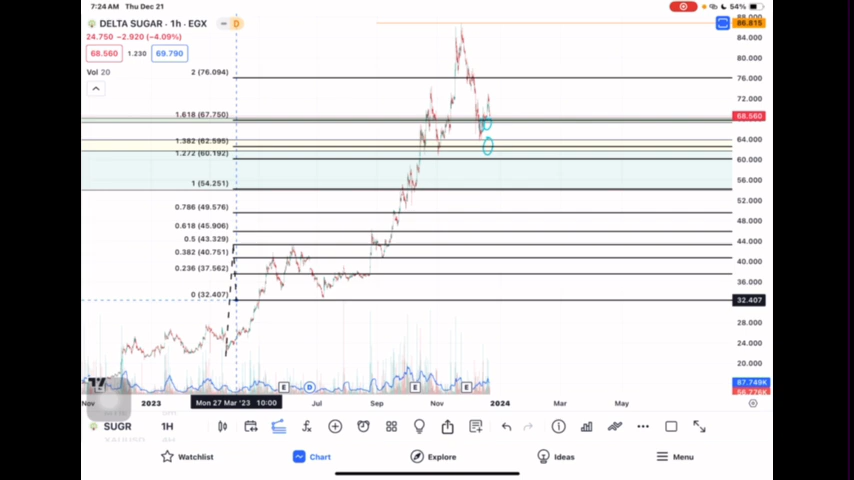 7:24 AM Thu Dec 21
54%
DELTA SUGAR · 1h · EGX
D
24.750 −2.920 (−4.09%)
68.560 1.230 69.790
Vol 20
2 (76.094)
1.618 (67.750)
1.382 (62.595)
1.272 (60.192)
1 (54.251)
0.786 (49.576)
0.618 (45.906)
0.5 (43.329)
0.382 (40.751)
0.236 (37.562)
0 (32.407)
88.000
86.815
84.000
80.000
76.000
72.000
68.560
64.000
60.000
56.000
52.000
48.000
44.000
40.000
36.000
32.407
28.000
24.000
20.000
87.749K
E D E E
Nov 2023 Mon 27 Mar '23 10:00 Jul Sep Nov 2024 Mar May
SUGR 1H
Watchlist Chart Explore Ideas Menu